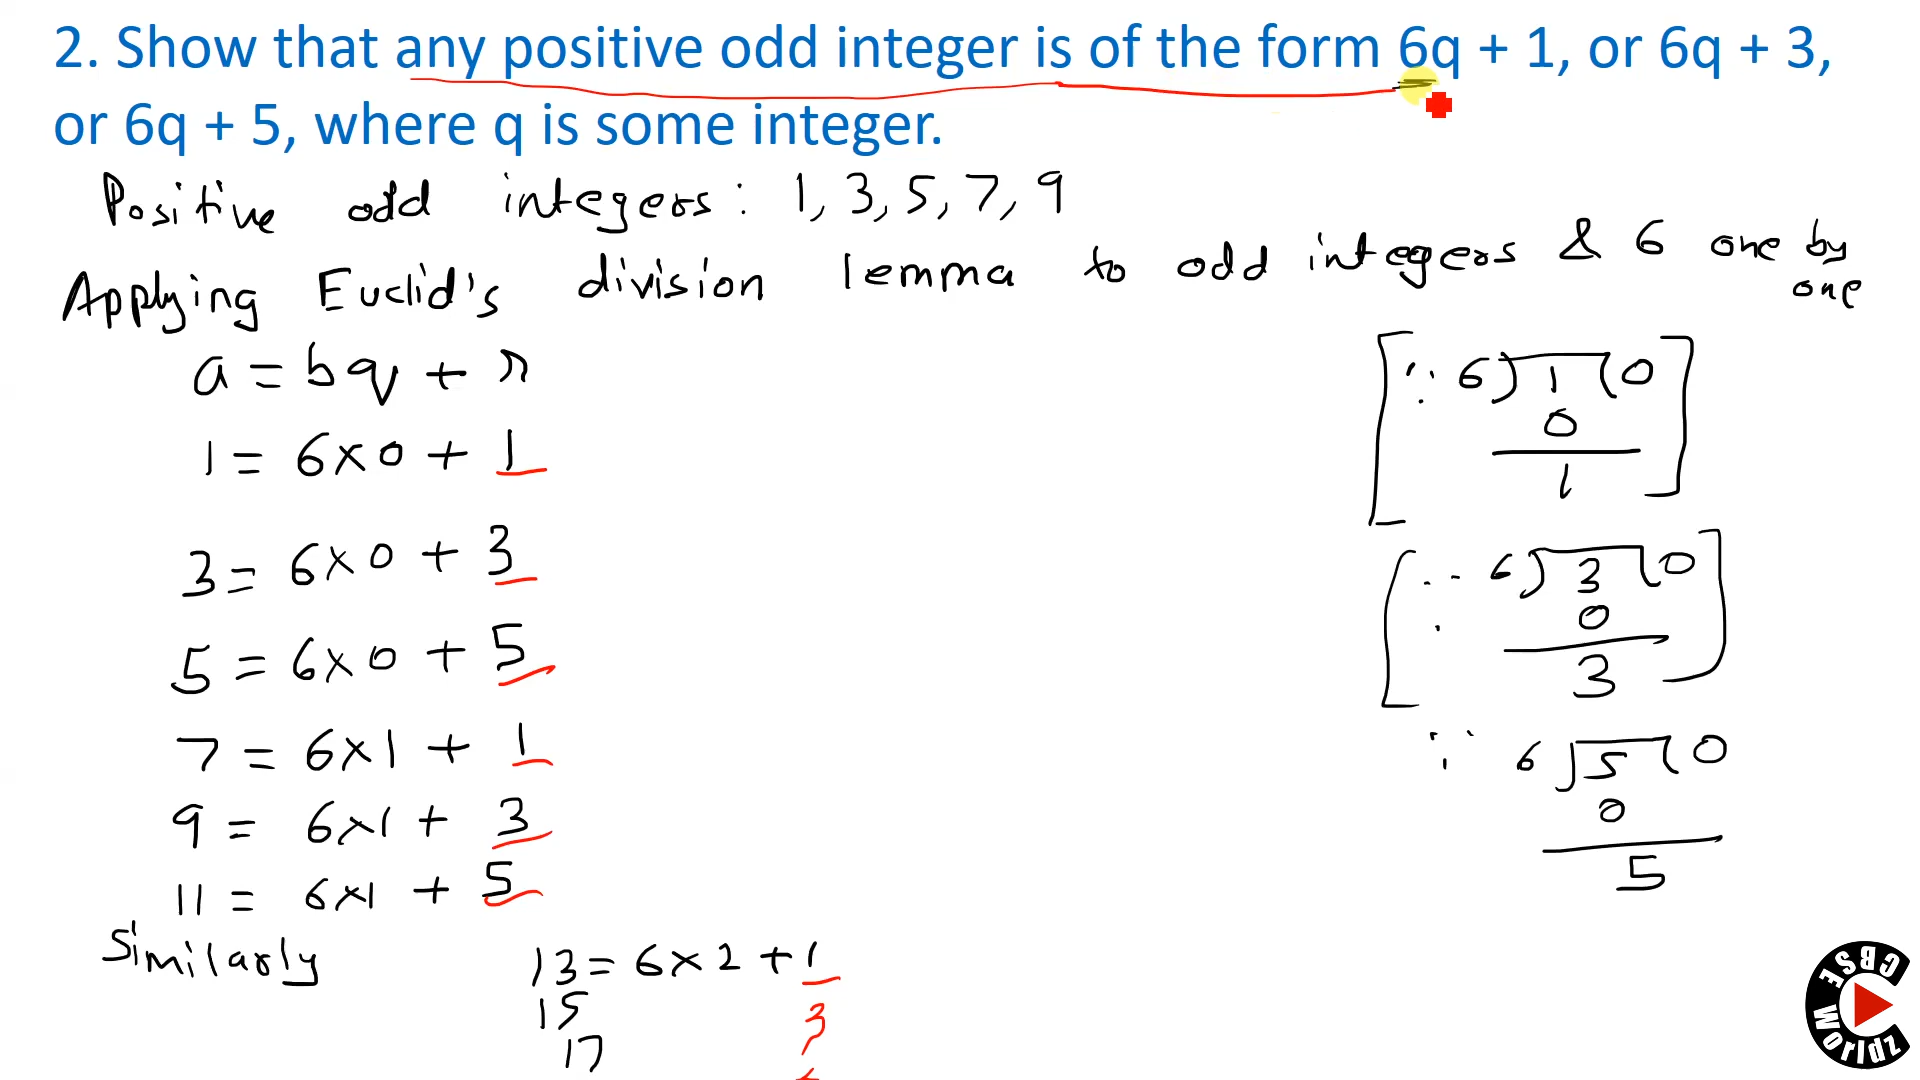 2. Show that any positive odd integer is of the form 6q + 1, or 6q + 3,
or 6q + 5, where q is some integer.
Positive odd integers: 1, 3, 5, 7, 9
Applying Euclid's division lemma to odd integers & 6 one by
one
a = bq + r
1 = 6×0 + 1
3 = 6×0 + 3
5 = 6×0 + 5
7 = 6×1 + 1
9 = 6×1 + 3
11 = 6×1 + 5
Similarly 13 = 6×2 + 1
15 3
17
[∵ 6) 1 (0
0
1 ]
[∵ 6) 3 (0
0
3 ]
∵ 6) 5 (0
0
5
CBSE Worldz